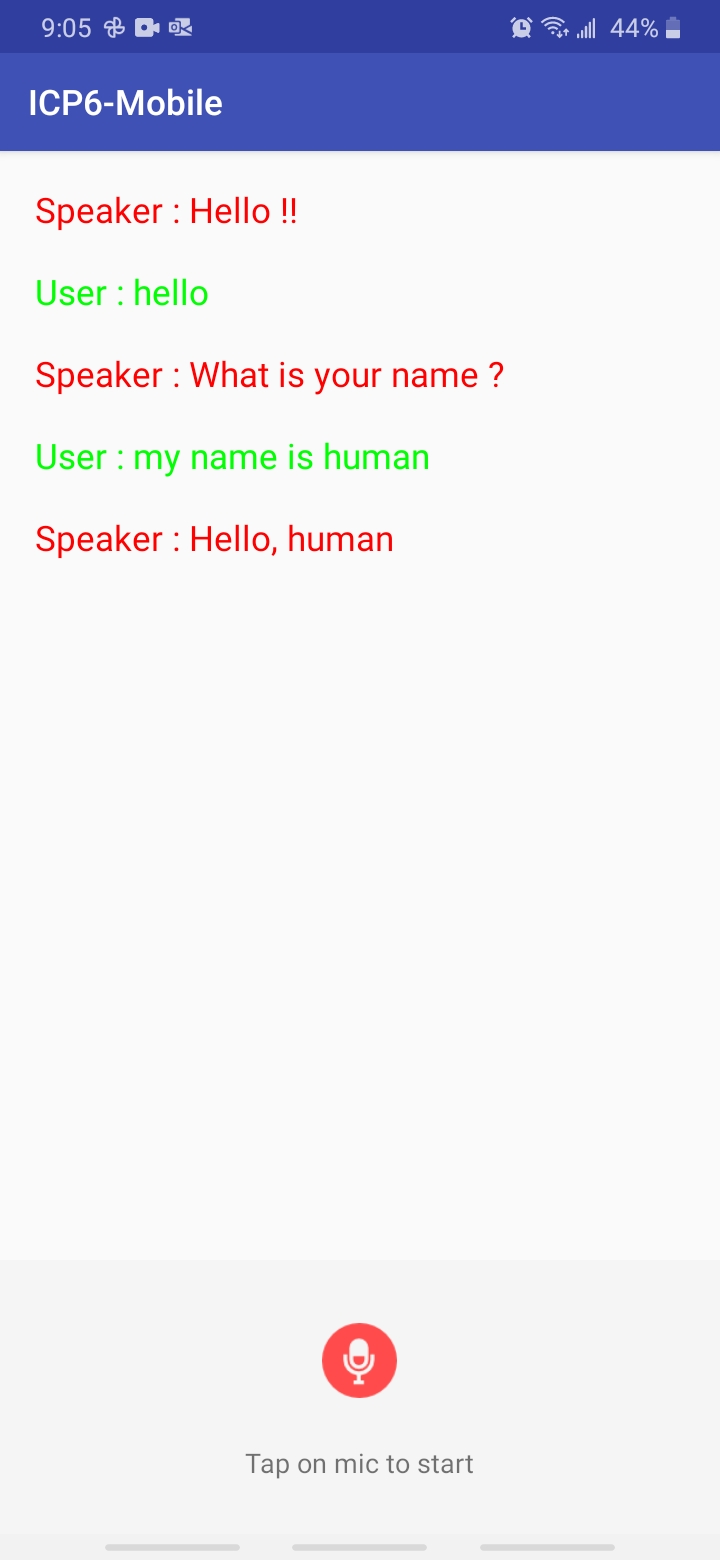 9:05 44%
ICP6-Mobile
Speaker : Hello !!
User : hello
Speaker : What is your name ?
User : my name is human
Speaker : Hello, human
Tap on mic to start